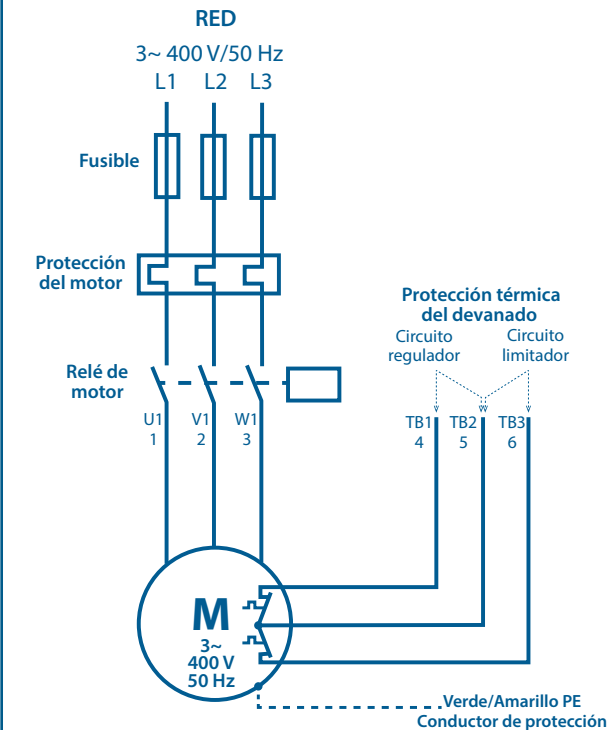 RED
3~ 400 V/50 Hz
L1 L2 L3
Fusible
Protección
del motor
Protección térmica
del devanado
Circuito
regulador
Circuito
limitador
Relé de
motor
U1 V1 W1
1 2 3
TB1 TB2 TB3
4 5 6
M
3~
400 V
50 Hz
Verde/Amarillo PE
Conductor de protección